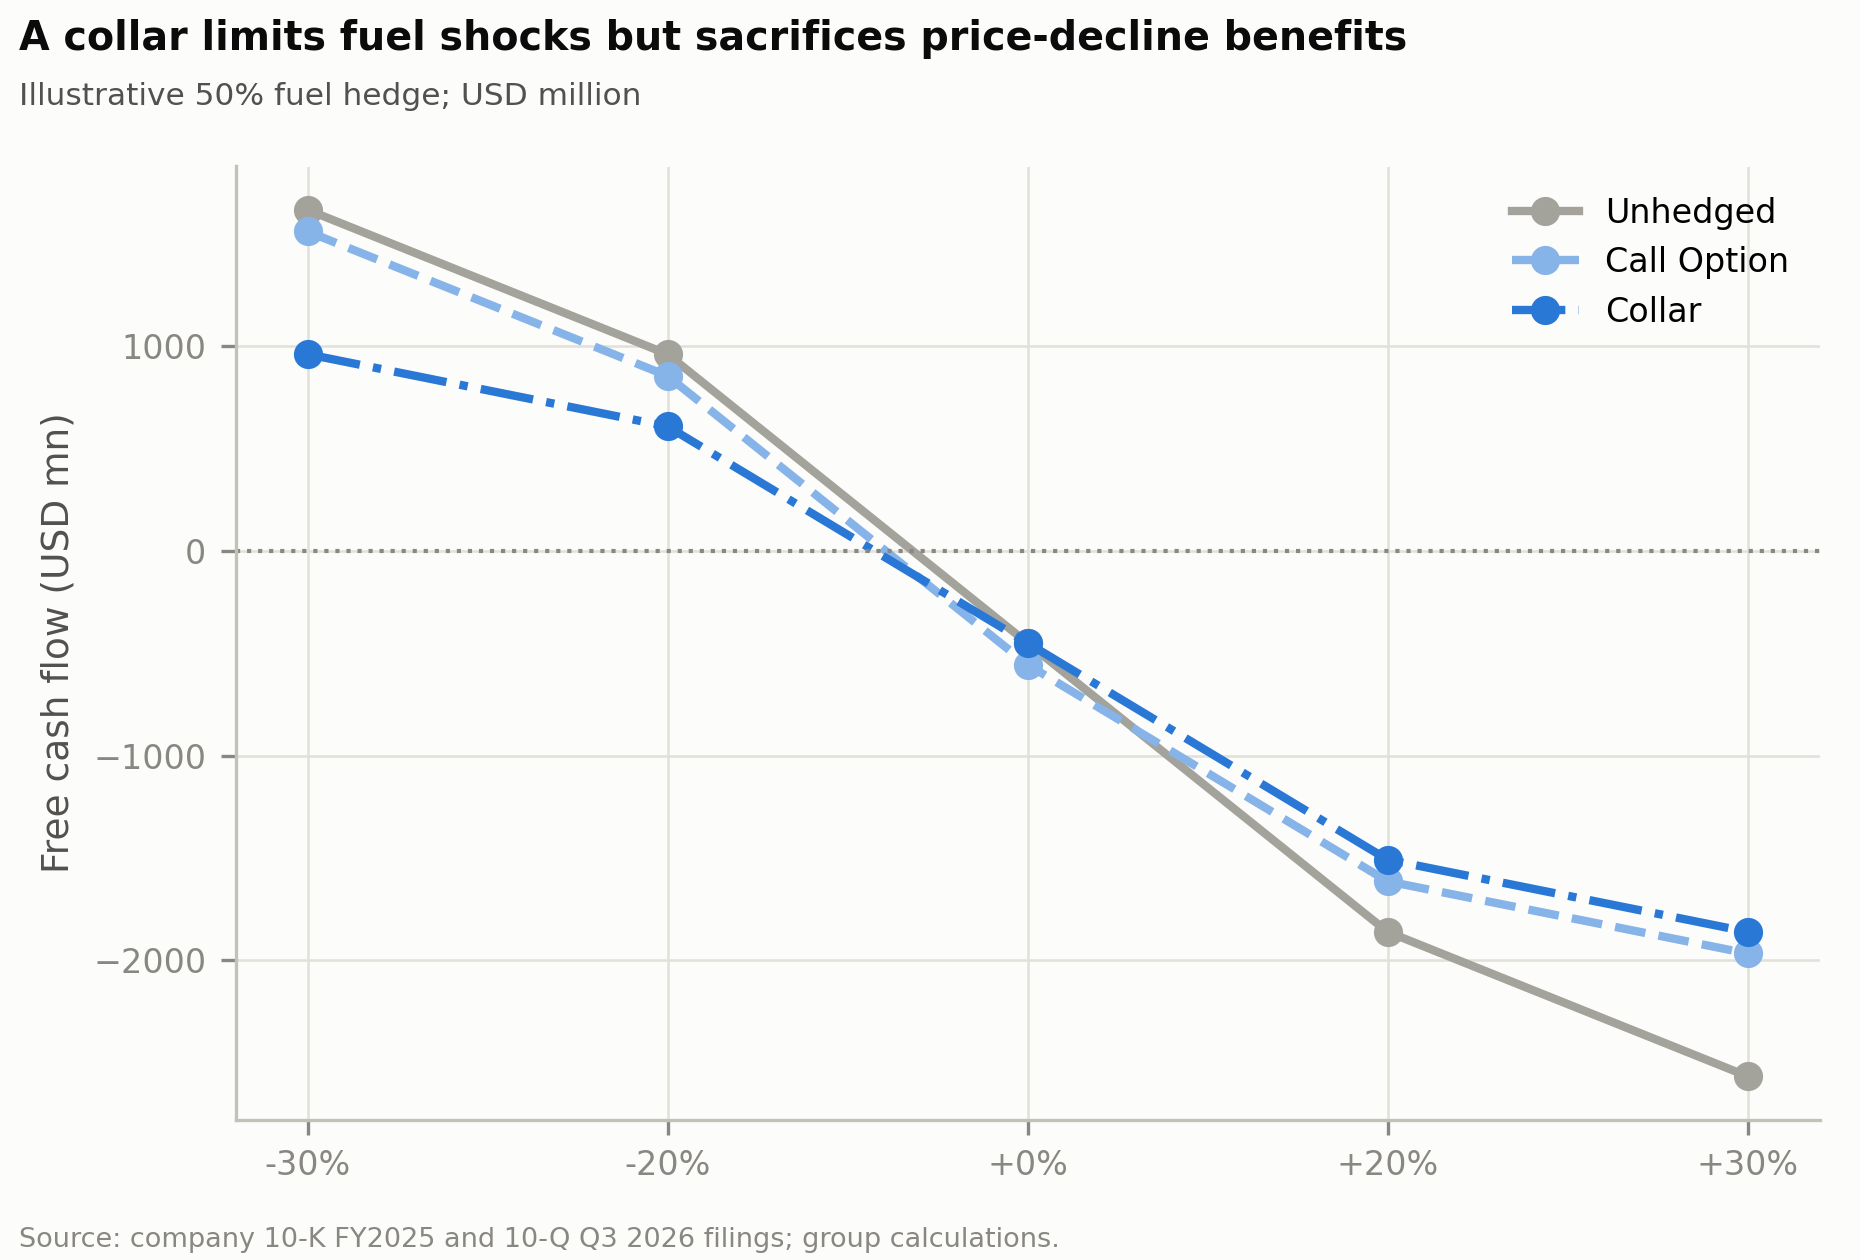 A collar limits fuel shocks but sacrifices price-decline benefits
Illustrative 50% fuel hedge; USD million
Unhedged
Call Option
Collar
Free cash flow (USD mn)
1000
0
−1000
−2000
-30%
-20%
+0%
+20%
+30%
Source: company 10-K FY2025 and 10-Q Q3 2026 filings; group calculations.